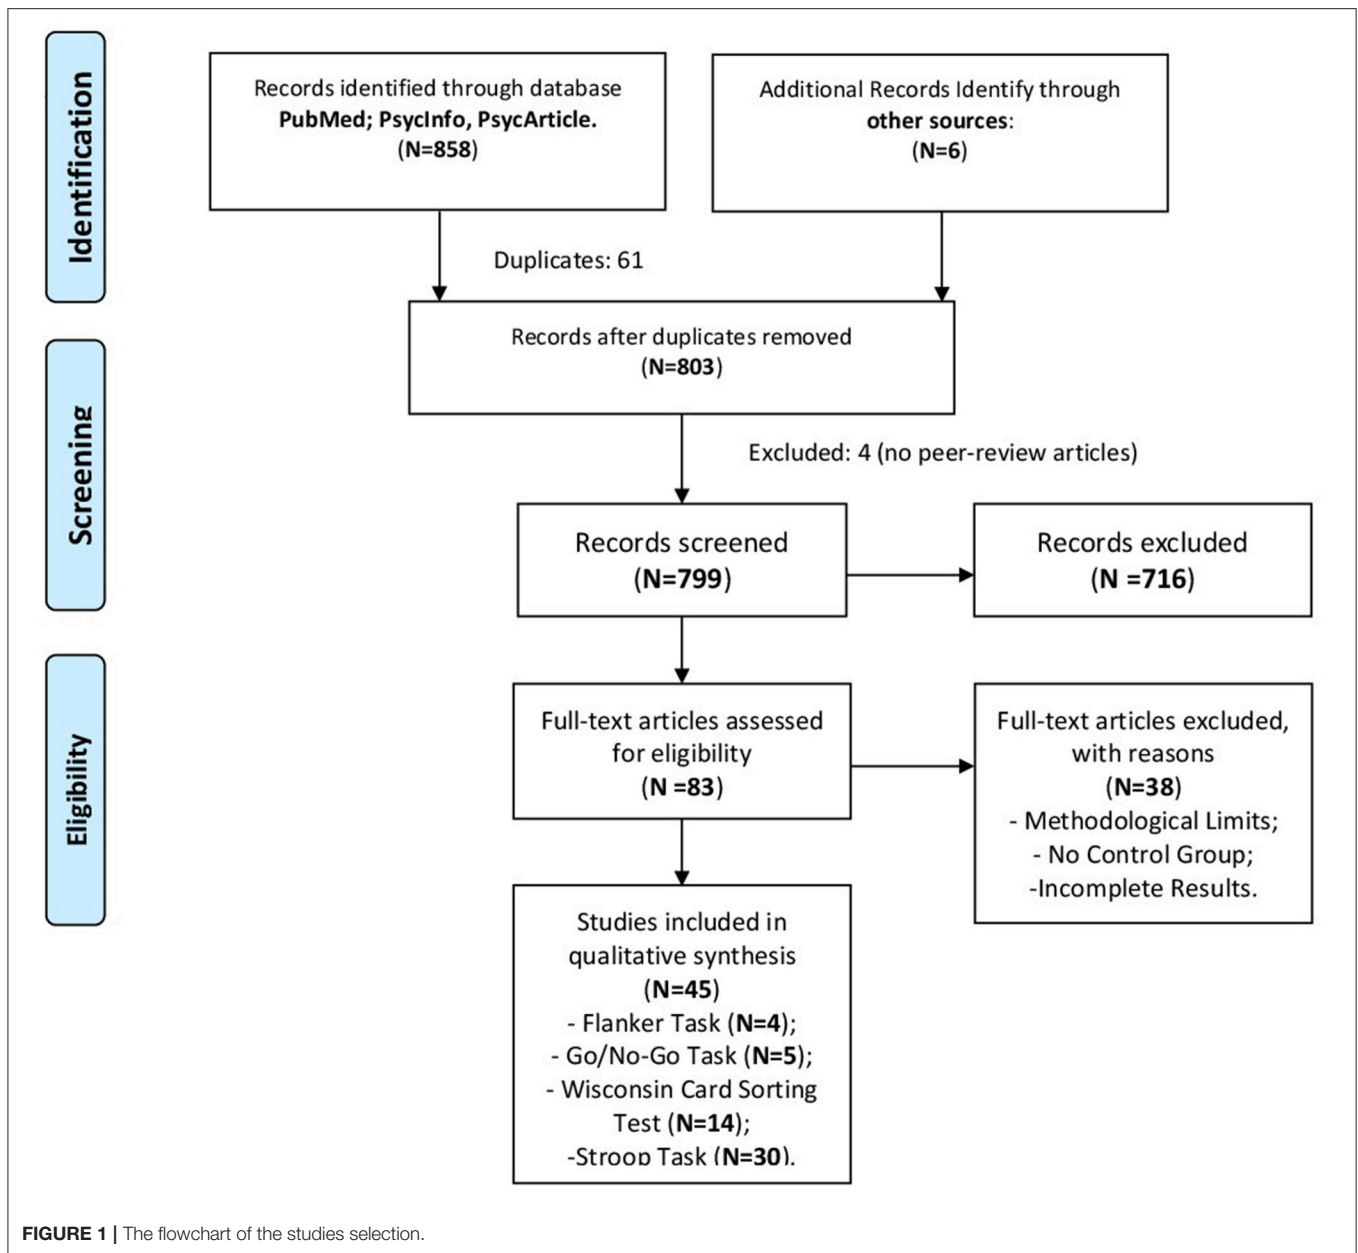 Identification
Records identified through database
PubMed; PsycInfo, PsycArticle.
(N=858)
Additional Records Identify through
other sources:
(N=6)
Duplicates: 61
Records after duplicates removed
(N=803)
Screening
Excluded: 4 (no peer-review articles)
Records screened
(N=799)
Records excluded
(N =716)
Eligibility
Full-text articles assessed
for eligibility
(N =83)
Full-text articles excluded,
with reasons
(N=38)
- Methodological Limits;
- No Control Group;
-Incomplete Results.
Studies included in
qualitative synthesis
(N=45)
- Flanker Task (N=4);
- Go/No-Go Task (N=5);
- Wisconsin Card Sorting
Test (N=14);
-Stroop Task (N=30).
FIGURE 1 | The flowchart of the studies selection.